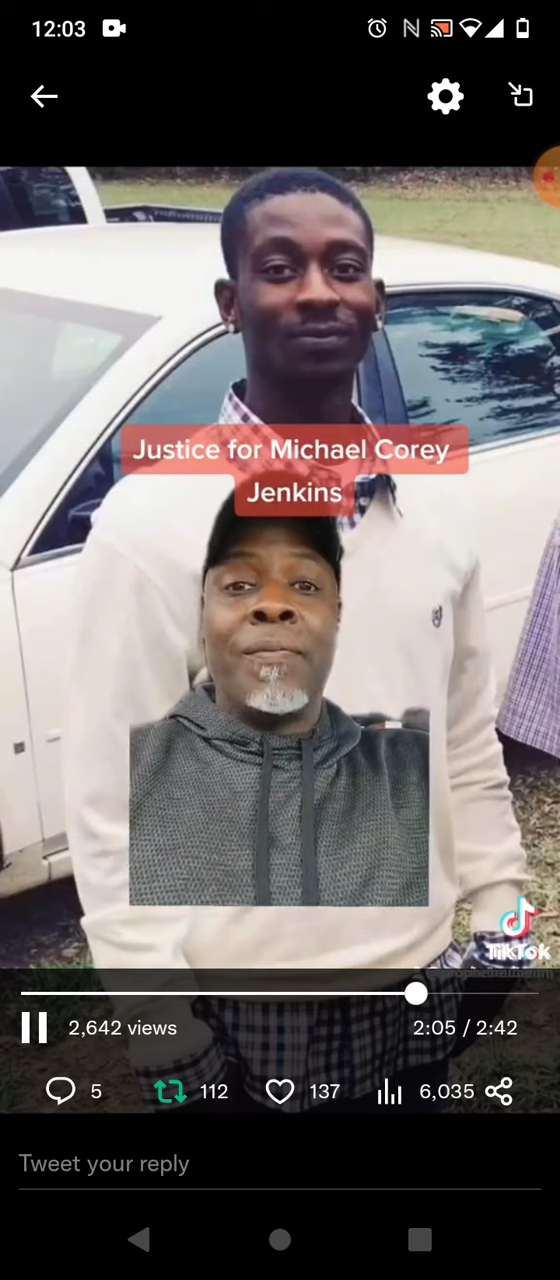 12:03
Justice for Michael Corey
Jenkins
TikTok
2,642 views
2:05 / 2:42
5
112
137
6,035
Tweet your reply